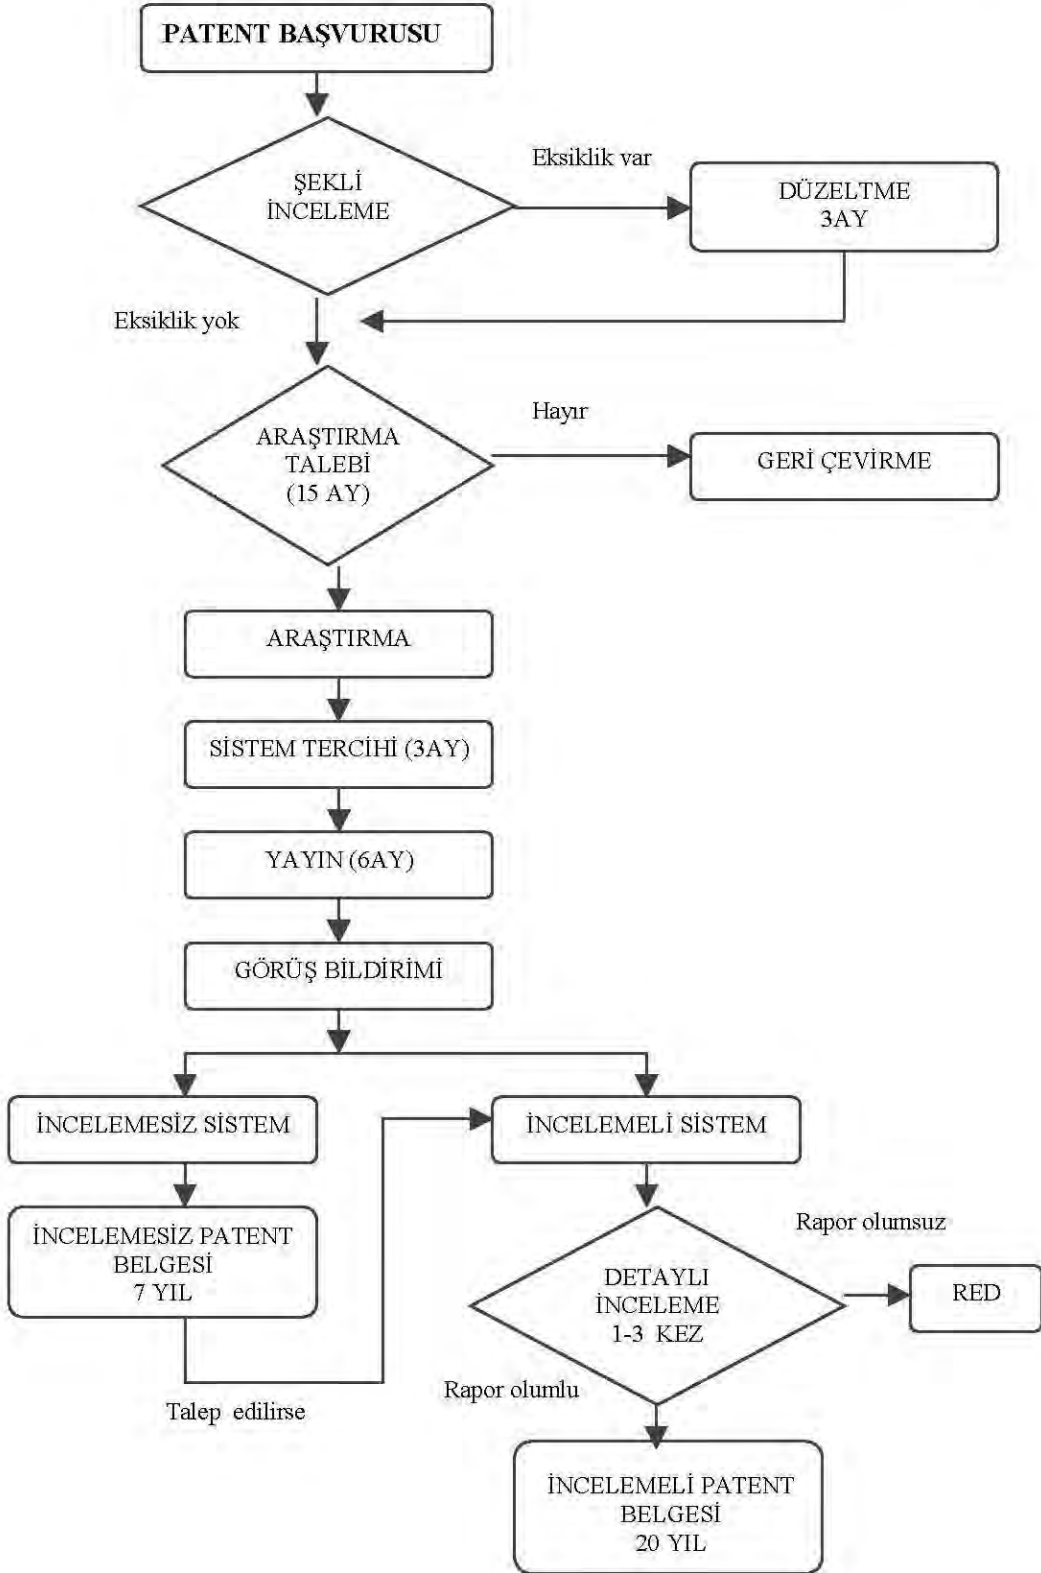 PATENT BAŞVURUSU
ŞEKLİ
İNCELEME
Eksiklik var
DÜZELTME
3AY
Eksiklik yok
ARAŞTIRMA
TALEBİ
(15 AY)
Hayır
GERİ ÇEVİRME
ARAŞTIRMA
SİSTEM TERCİHİ (3AY)
YAYIN (6AY)
GÖRÜŞ BİLDİRİMİ
İNCELEMESİZ SİSTEM
İNCELEMELİ SİSTEM
İNCELEMESİZ PATENT
BELGESİ
7 YIL
Talep edilirse
DETAYLI
İNCELEME
1-3 KEZ
Rapor olumsuz
RED
Rapor olumlu
İNCELEMELİ PATENT
BELGESİ
20 YIL